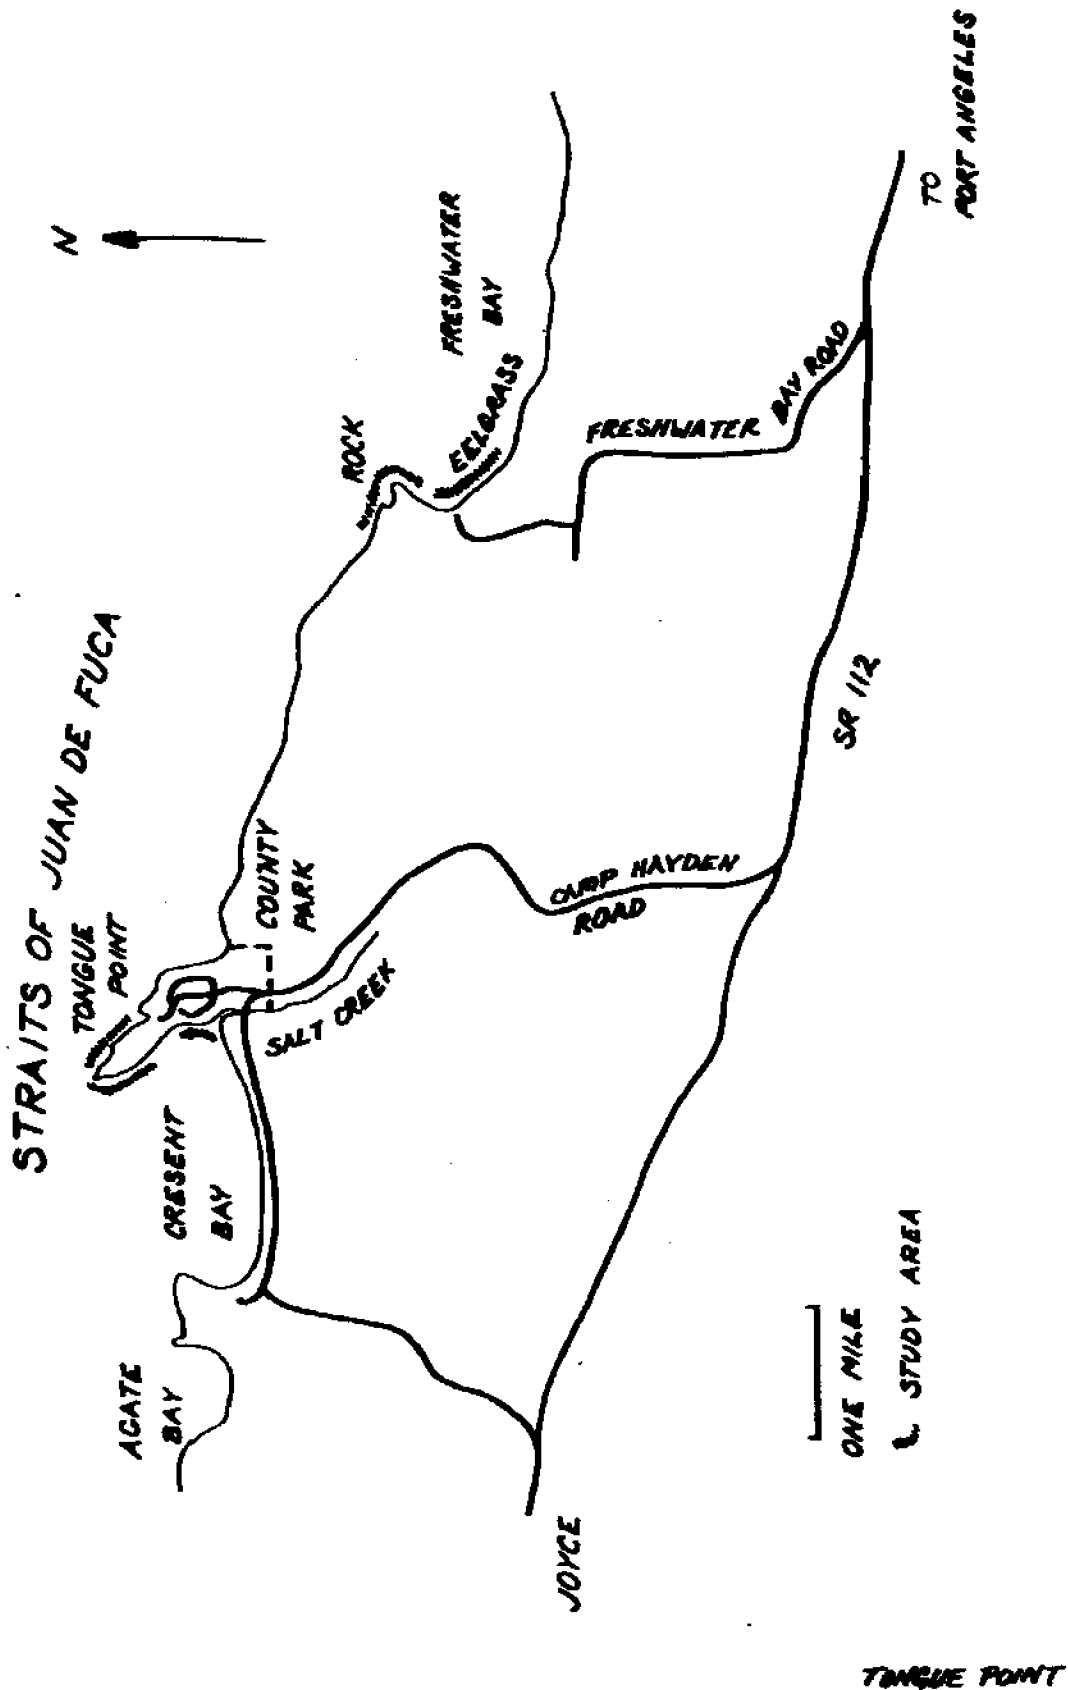 STRAITS OF JUAN DE FUCA
N
TONGUE
POINT
AGATE
BAY
CRESENT
BAY
COUNTY
PARK
SALT CREEK
ROCK
FRESHWATER
BAY
EELGRASS
CAMP HAYDEN
ROAD
FRESHWATER BAY ROAD
JOYCE
SR 112
TO
PORT ANGELES
ONE MILE
STUDY AREA
TONGUE POINT